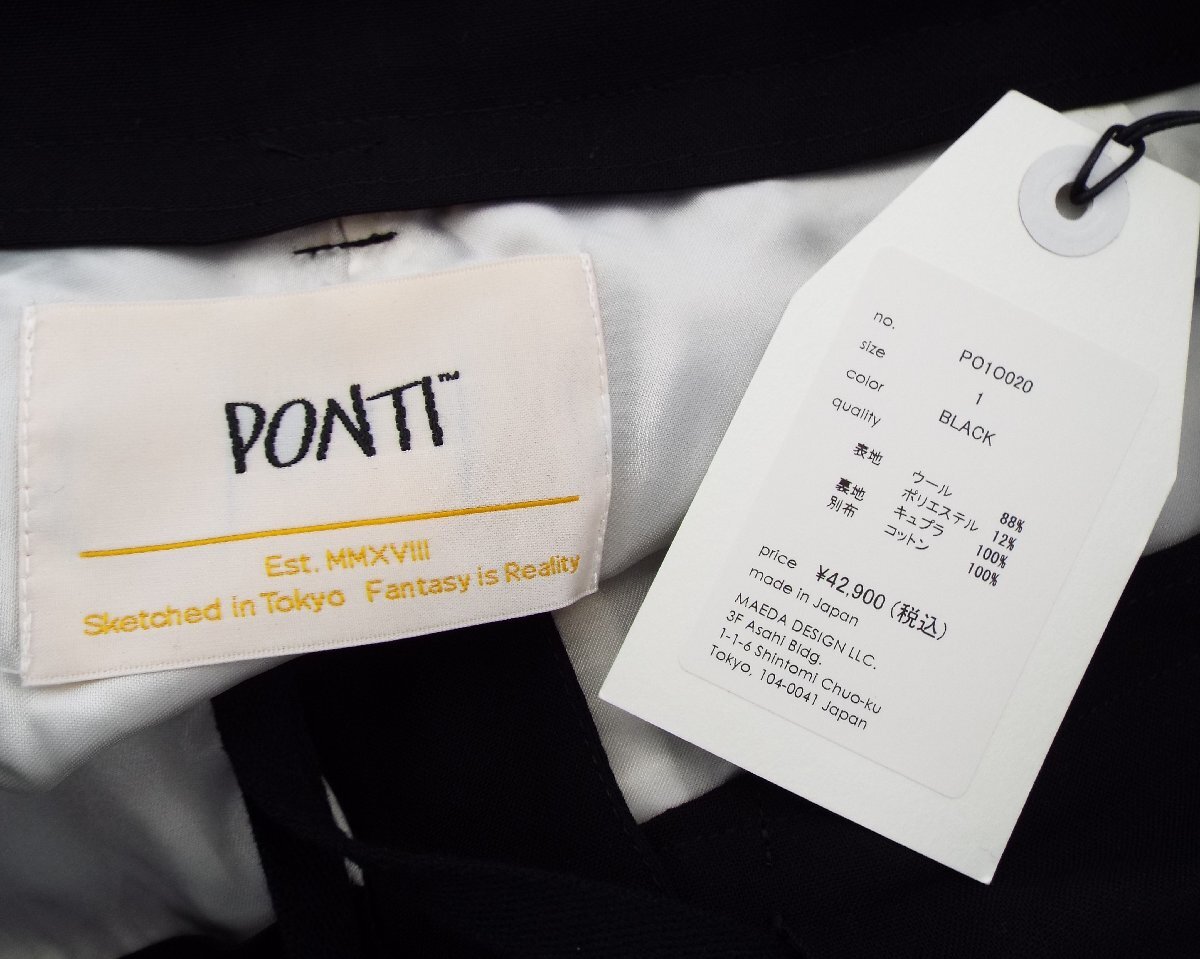 PONTI™
Est. MMXVIII
Sketched in Tokyo Fantasy is Reality
no. PO1O020
size 1
color BLACK
quality
表地 ウール 88%
ポリエステル 12%
裏地 キュプラ 100%
別布 コットン 100%
price ¥42,900(税込)
made in Japan
MAEDA DESIGN LLC.
3F Asahi Bldg.
1-1-6 Shintomi Chuo-ku
Tokyo, 104-0041 Japan